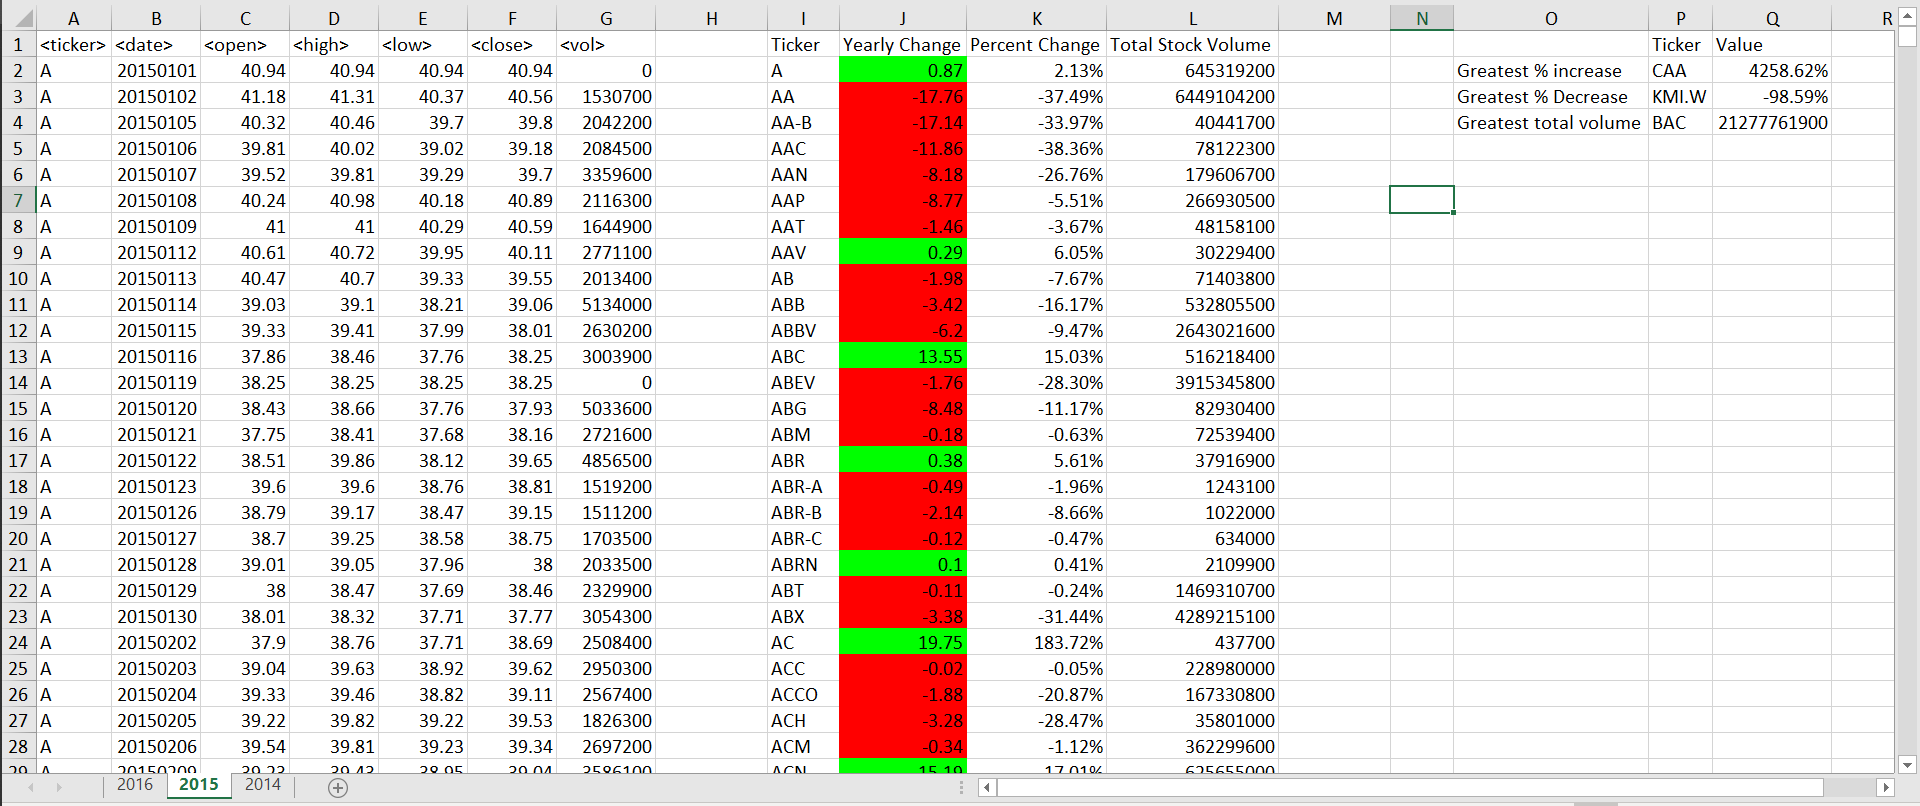 A B C D E F G H I J K L M N O P Q R
1 <ticker> <date> <open> <high> <low> <close> <vol> Ticker Yearly Change Percent Change Total Stock Volume Ticker Value
2 A 20150101 40.94 40.94 40.94 40.94 0 A 0.87 2.13% 645319200 Greatest % increase CAA 4258.62%
3 A 20150102 41.18 41.31 40.37 40.56 1530700 AA -17.76 -37.49% 6449104200 Greatest % Decrease KMI.W -98.59%
4 A 20150105 40.32 40.46 39.7 39.8 2042200 AA-B -17.14 -33.97% 40441700 Greatest total volume BAC 21277761900
5 A 20150106 39.81 40.02 39.02 39.18 2084500 AAC -11.86 -38.36% 78122300
6 A 20150107 39.52 39.81 39.29 39.7 3359600 AAN -8.18 -26.76% 179606700
7 A 20150108 40.24 40.98 40.18 40.89 2116300 AAP -8.77 -5.51% 266930500
8 A 20150109 41 41 40.29 40.59 1644900 AAT -1.46 -3.67% 48158100
9 A 20150112 40.61 40.72 39.95 40.11 2771100 AAV 0.29 6.05% 30229400
10 A 20150113 40.47 40.7 39.33 39.55 2013400 AB -1.98 -7.67% 71403800
11 A 20150114 39.03 39.1 38.21 39.06 5134000 ABB -3.42 -16.17% 532805500
12 A 20150115 39.33 39.41 37.99 38.01 2630200 ABBV -6.2 -9.47% 2643021600
13 A 20150116 37.86 38.46 37.76 38.25 3003900 ABC 13.55 15.03% 516218400
14 A 20150119 38.25 38.25 38.25 38.25 0 ABEV -1.76 -28.30% 3915345800
15 A 20150120 38.43 38.66 37.76 37.93 5033600 ABG -8.48 -11.17% 82930400
16 A 20150121 37.75 38.41 37.68 38.16 2721600 ABM -0.18 -0.63% 72539400
17 A 20150122 38.51 39.86 38.12 39.65 4856500 ABR 0.38 5.61% 37916900
18 A 20150123 39.6 39.6 38.76 38.81 1519200 ABR-A -0.49 -1.96% 1243100
19 A 20150126 38.79 39.17 38.47 39.15 1511200 ABR-B -2.14 -8.66% 1022000
20 A 20150127 38.7 39.25 38.58 38.75 1703500 ABR-C -0.12 -0.47% 634000
21 A 20150128 39.01 39.05 37.96 38 2033500 ABRN 0.1 0.41% 2109900
22 A 20150129 38 38.47 37.69 38.46 2329900 ABT -0.11 -0.24% 1469310700
23 A 20150130 38.01 38.32 37.71 37.77 3054300 ABX -3.38 -31.44% 4289215100
24 A 20150202 37.9 38.76 37.71 38.69 2508400 AC 19.75 183.72% 437700
25 A 20150203 39.04 39.63 38.92 39.62 2950300 ACC -0.02 -0.05% 228980000
26 A 20150204 39.33 39.46 38.82 39.11 2567400 ACCO -1.88 -20.87% 167330800
27 A 20150205 39.22 39.82 39.22 39.53 1826300 ACH -3.28 -28.47% 35801000
28 A 20150206 39.54 39.81 39.23 39.34 2697200 ACM -0.34 -1.12% 362299600
29 A 20150209 39.23 39.43 38.95 39.04 3586100 ACN 15.19 17.01% 625655000
2016 2015 2014